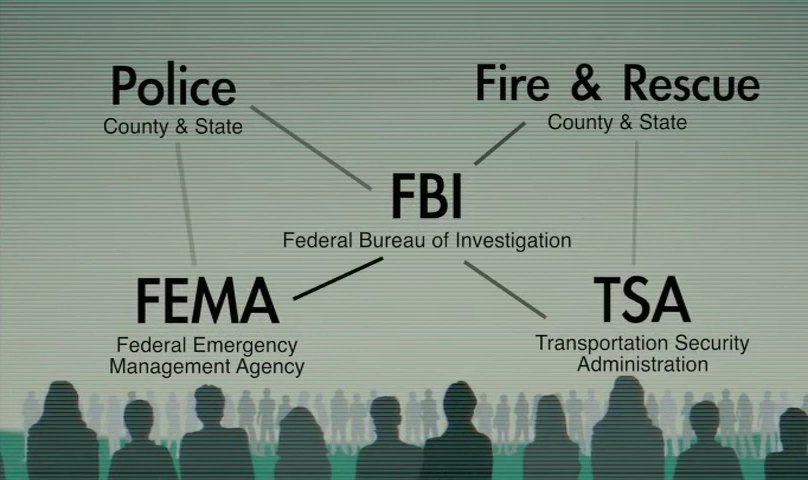 Police
County & State
Fire & Rescue
County & State
FBI
Federal Bureau of Investigation
FEMA
Federal Emergency
Management Agency
TSA
Transportation Security
Administration